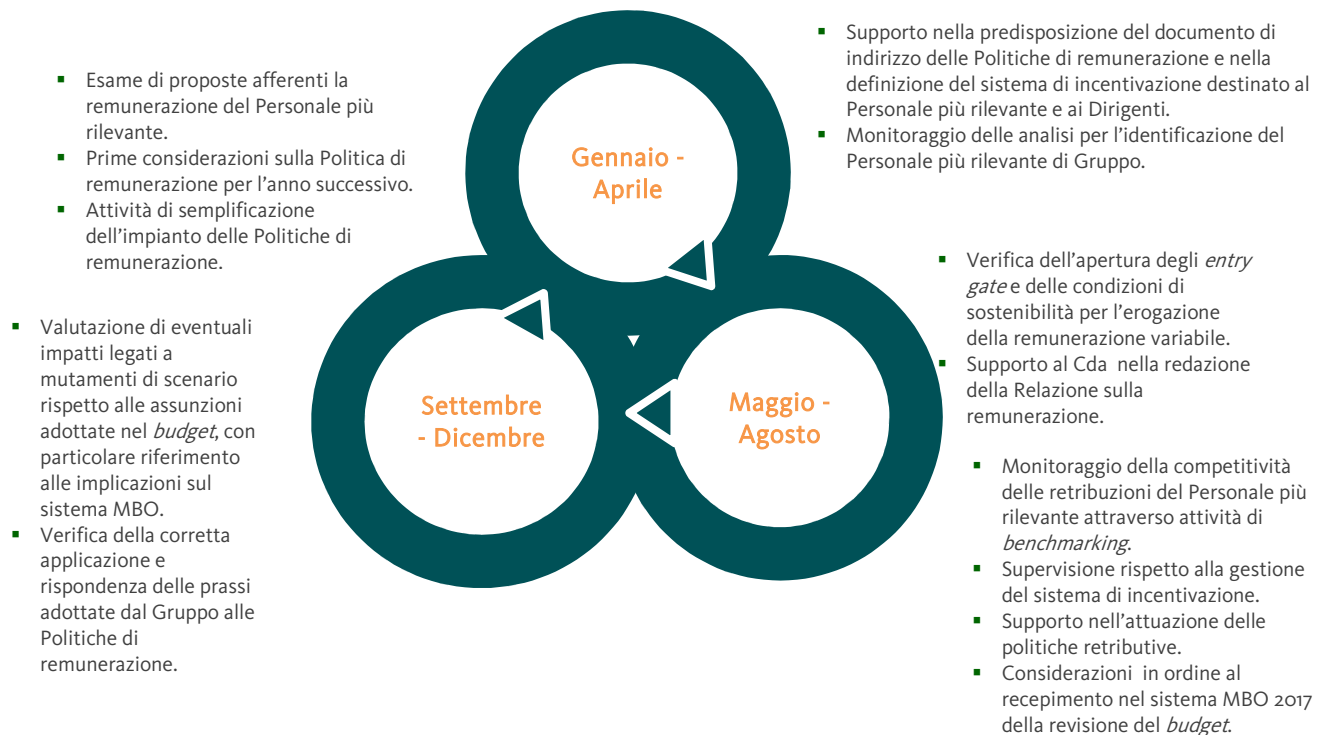 ▪ Supporto nella predisposizione del documento di
indirizzo delle Politiche di remunerazione e nella
definizione del sistema di incentivazione destinato al
Personale più rilevante e ai Dirigenti.
▪ Monitoraggio delle analisi per l'identificazione del
Personale più rilevante di Gruppo.
▪ Esame di proposte afferenti la
remunerazione del Personale più
rilevante.
▪ Prime considerazioni sulla Politica di
remunerazione per l'anno successivo.
▪ Attività di semplificazione
dell'impianto delle Politiche di
remunerazione.
Gennaio -
Aprile
▪ Verifica dell'apertura degli entry
gate e delle condizioni di
sostenibilità per l'erogazione
della remunerazione variabile.
▪ Supporto al Cda nella redazione
della Relazione sulla
remunerazione.
▪ Valutazione di eventuali
impatti legati a
mutamenti di scenario
rispetto alle assunzioni
adottate nel budget, con
particolare riferimento
alle implicazioni sul
sistema MBO.
▪ Verifica della corretta
applicazione e
rispondenza delle prassi
adottate dal Gruppo alle
Politiche di
remunerazione.
Settembre
- Dicembre
Maggio -
Agosto
▪ Monitoraggio della competitività
delle retribuzioni del Personale più
rilevante attraverso attività di
benchmarking.
▪ Supervisione rispetto alla gestione
del sistema di incentivazione.
▪ Supporto nell'attuazione delle
politiche retributive.
▪ Considerazioni in ordine al
recepimento nel sistema MBO 2017
della revisione del budget.